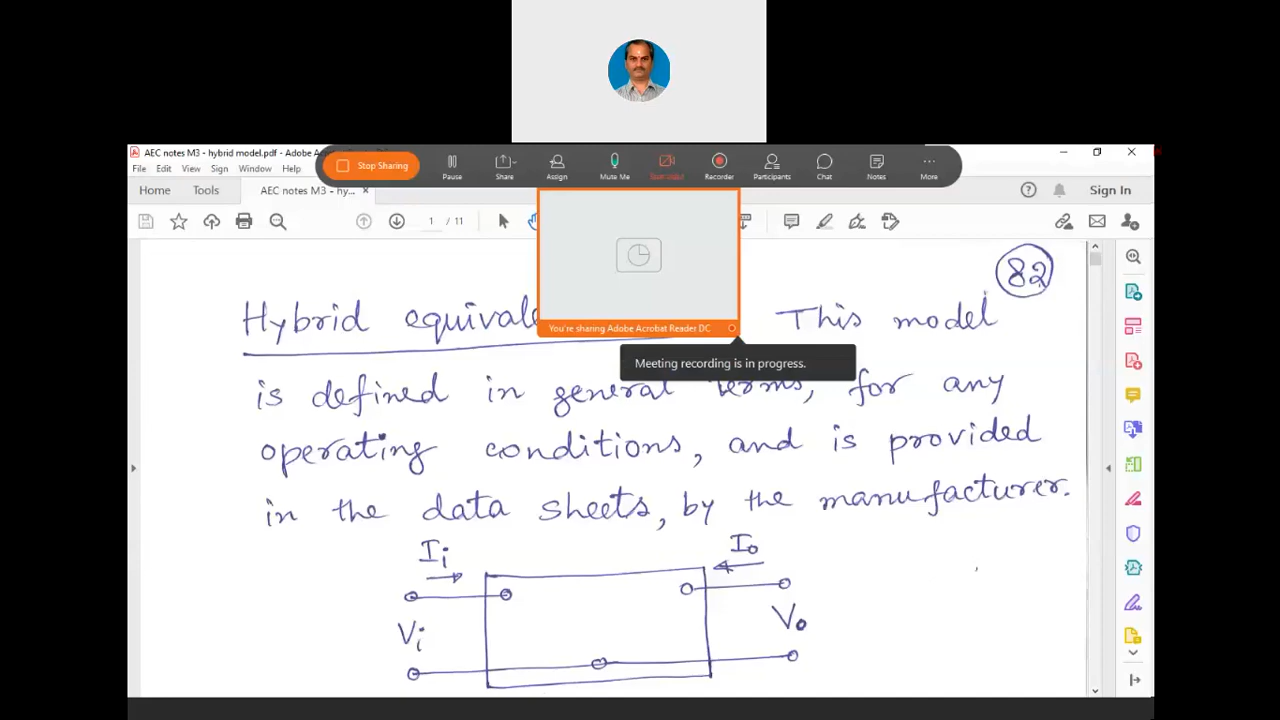 AEC notes M3 - hybrid model.pdf - Adobe
Stop Sharing
Pause
Share
Assign
Mute Me
Recorder
Participants
Chat
Notes
More
File Edit View Sign Window Help
Home Tools AEC notes M3 - hy... × Sign In
1 / 11
82
Hybrid This model
You're sharing Adobe Acrobat Reader DC
Meeting recording is in progress.
is defined in general terms, for any
operating conditions, and is provided
in the data sheets, by the manufacturer.
Ii Io
Vi Vo